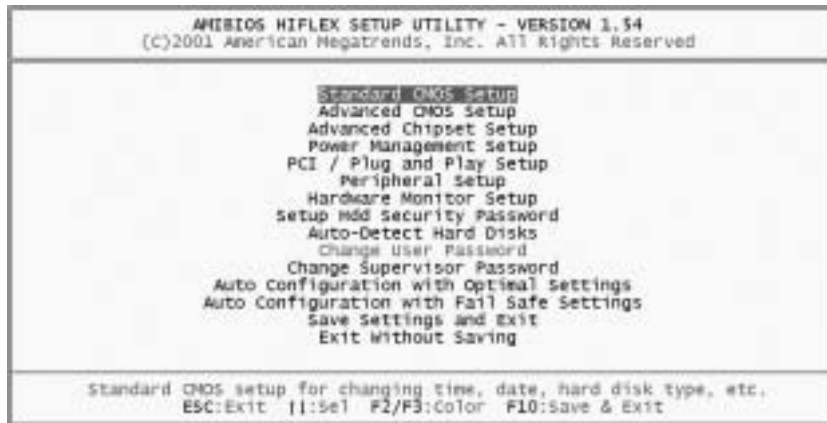 AMIBIOS HIFLEX SETUP UTILITY - VERSION 1.54
(C)2001 American Megatrends, Inc. All Rights Reserved
Standard CMOS Setup
Advanced CMOS Setup
Advanced Chipset Setup
Power Management Setup
PCI / Plug and Play Setup
Peripheral Setup
Hardware Monitor Setup
Setup Hdd Security Password
Auto-Detect Hard Disks
Change User Password
Change Supervisor Password
Auto Configuration with Optimal Settings
Auto Configuration with Fail Safe Settings
Save Settings and Exit
Exit Without Saving
Standard CMOS setup for changing time, date, hard disk type, etc.
ESC:Exit ↑↓:Sel F2/F3:Color F10:Save & Exit